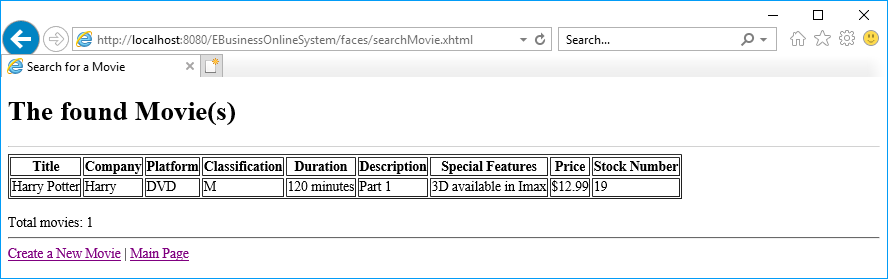 http://localhost:8080/EBusinessOnlineSystem/faces/searchMovie.xhtml Search...
Search for a Movie
The found Movie(s)
Title Company Platform Classification Duration Description Special Features Price Stock Number
Harry Potter Harry DVD M 120 minutes Part 1 3D available in Imax $12.99 19
Total movies: 1
Create a New Movie | Main Page